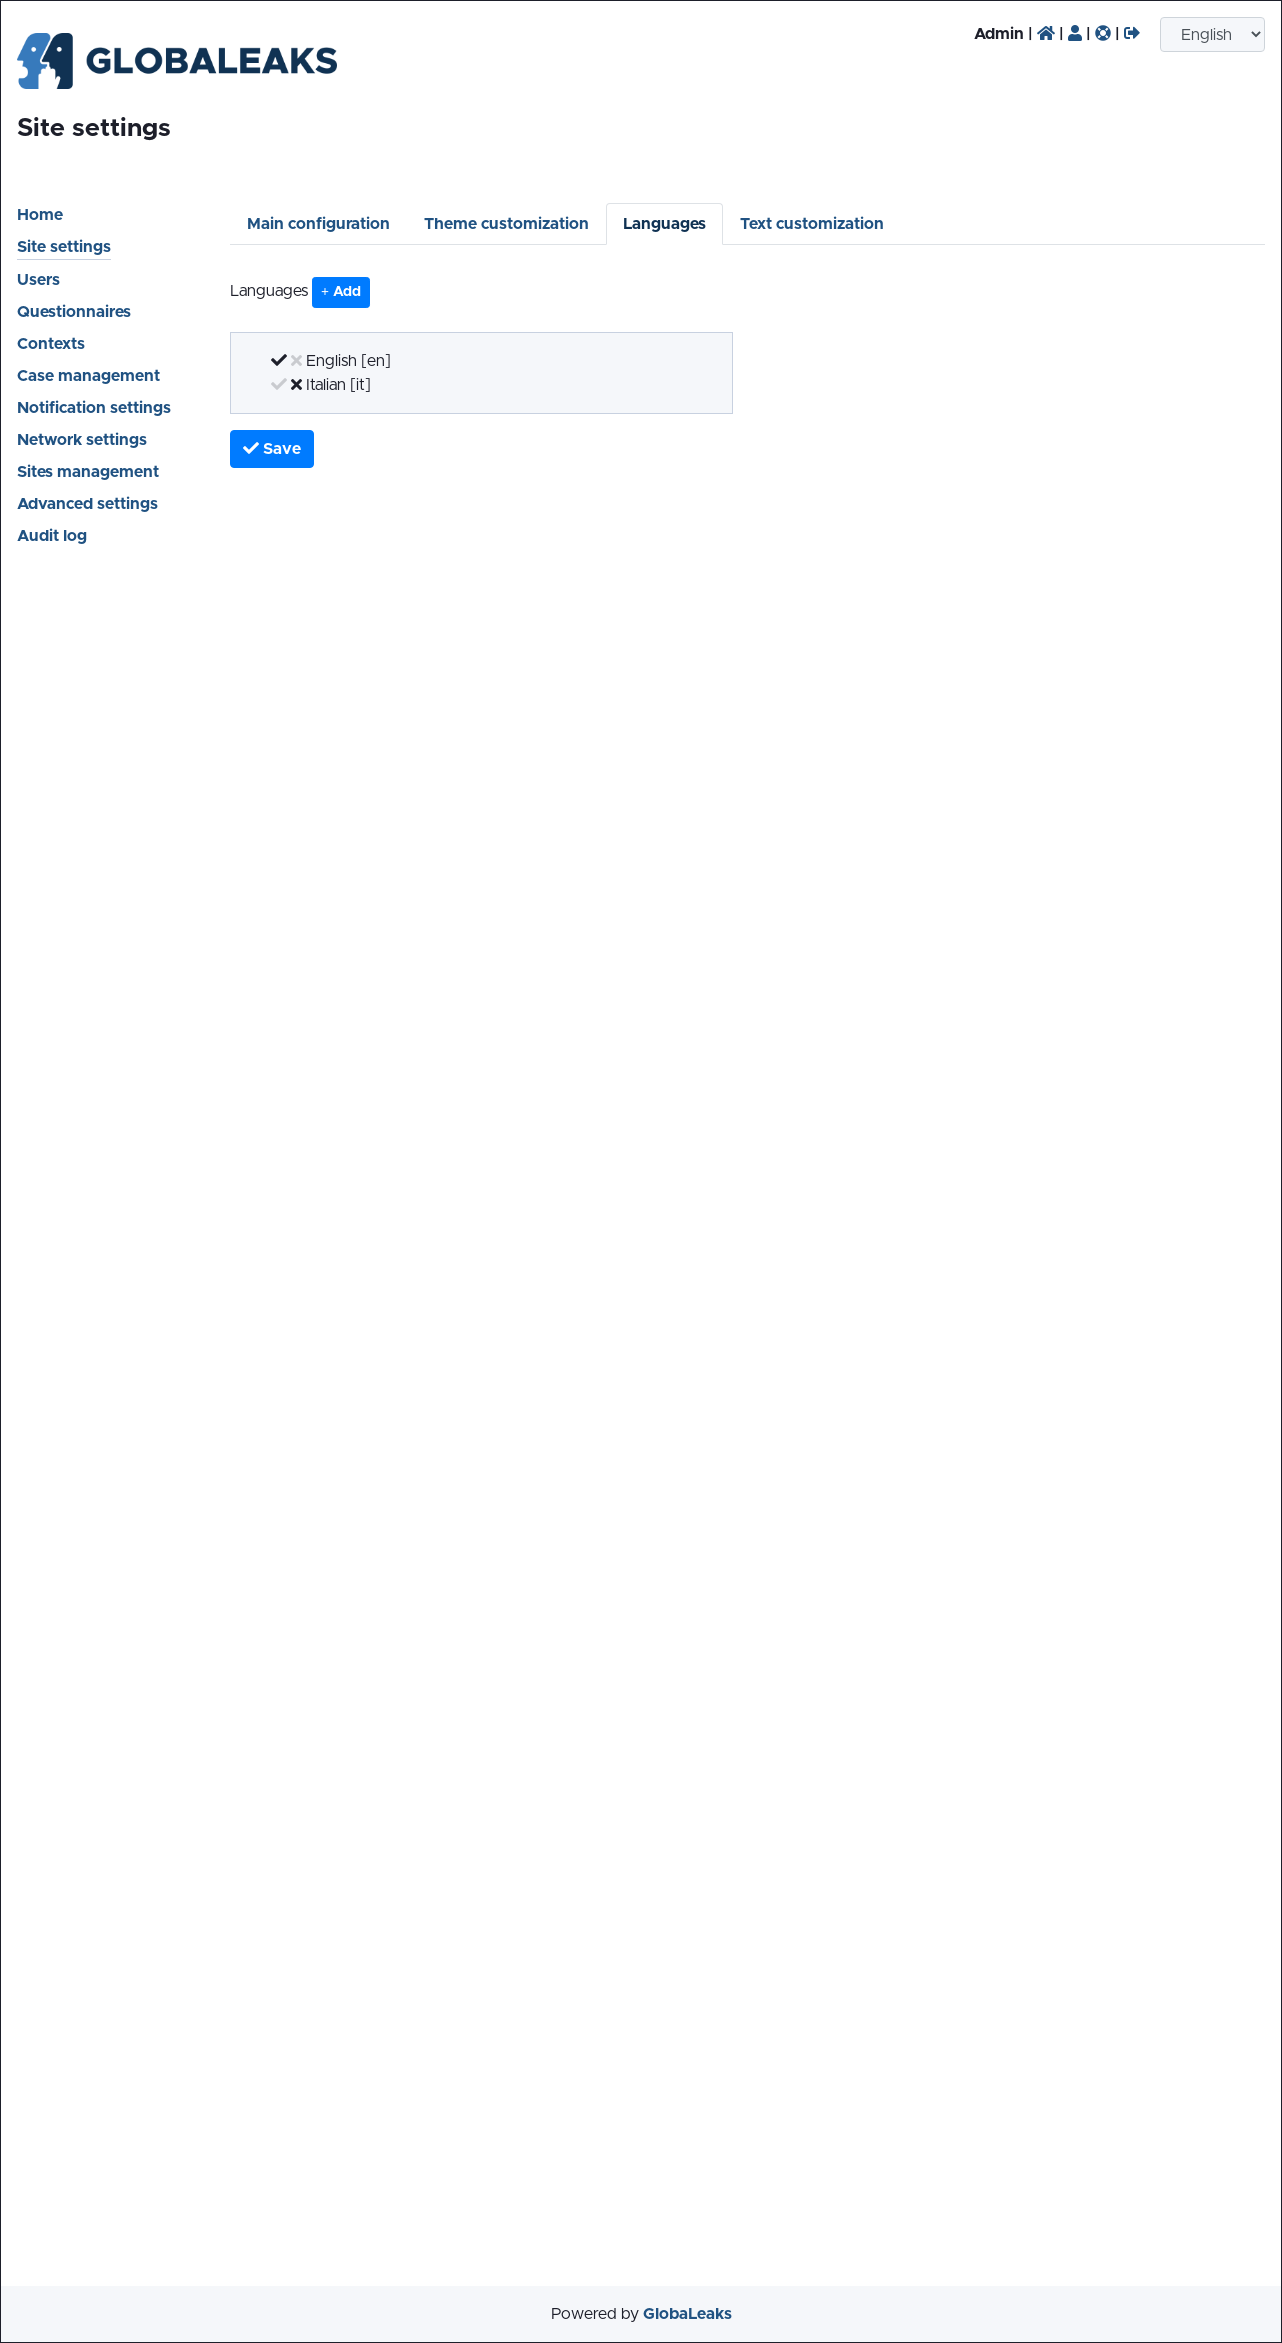 GLOBALEAKS
Admin | | | |
English
Site settings
Home
Site settings
Users
Questionnaires
Contexts
Case management
Notification settings
Network settings
Sites management
Advanced settings
Audit log
Main configuration
Theme customization
Languages
Text customization
Languages + Add
English [en]
Italian [it]
Save
Powered by GlobaLeaks